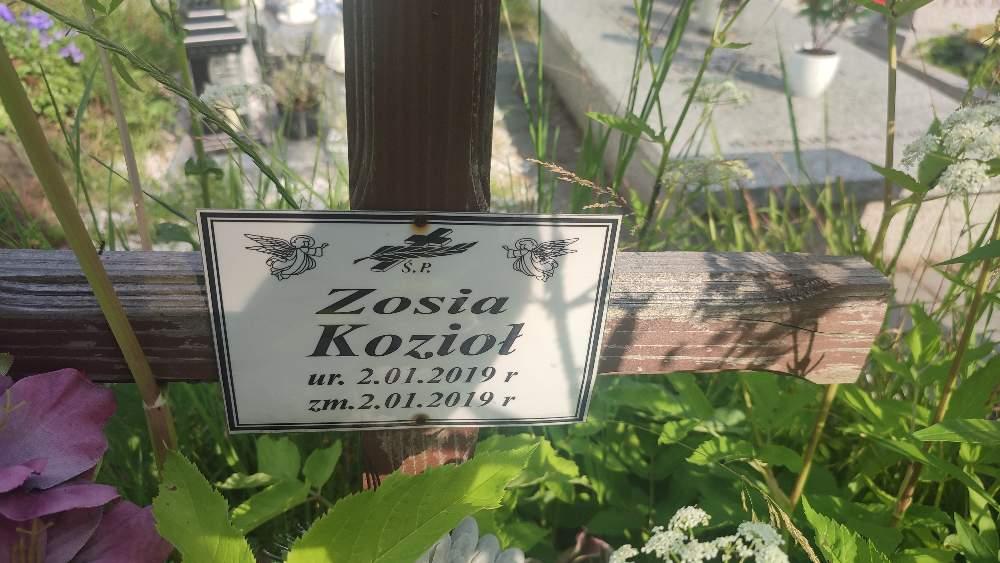 Ś.P.
Zosia
Kozioł
ur. 2.01.2019 r
zm.2.01.2019 r